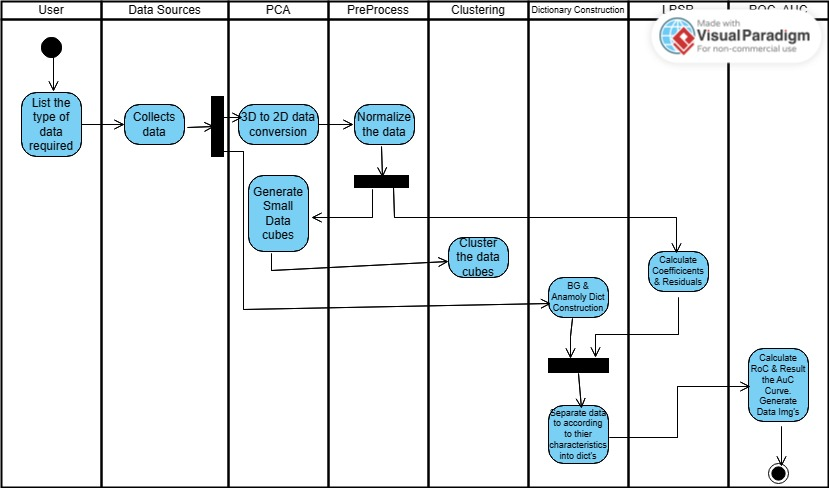 User
Data Sources
PCA
PreProcess
Clustering
Dictionary Construction
ROC_AUC
Made with
Visual Paradigm
For non-commercial use
List the
type of
data
required
Collects
data
3D to 2D data
conversion
Normalize
the data
Generate
Small
Data
cubes
Cluster
the data
cubes
Calculate
Coefficicents
& Residuals
BG &
Anamoly Dict
Construction
Separate data
to according
to thier
characteristics
into dict's
Calculate
RoC & Result
the AuC
Curve.
Generate
Data Img's